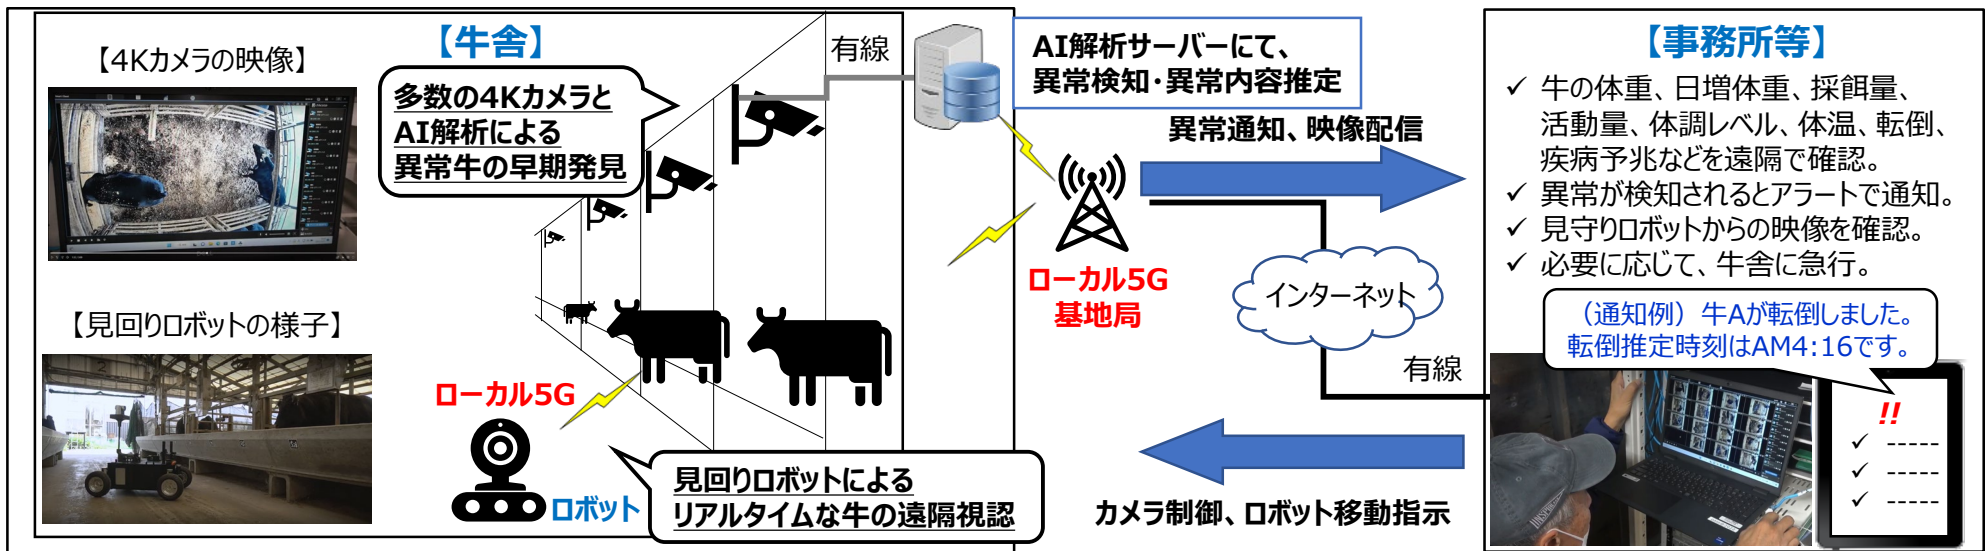 【牛舎】
【4Kカメラの映像】
多数の4Kカメラと
AI解析による
異常牛の早期発見
有線
AI解析サーバーにて、
異常検知・異常内容推定
異常通知、映像配信
ローカル5G
基地局
インターネット
有線
【見回りロボットの様子】
ローカル5G
ロボット
見回りロボットによる
リアルタイムな牛の遠隔視認
カメラ制御、ロボット移動指示
【事務所等】
✓ 牛の体重、日増体重、採餌量、
活動量、体調レベル、体温、転倒、
疾病予兆などを遠隔で確認。
✓ 異常が検知されるとアラートで通知。
✓ 見守りロボットからの映像を確認。
✓ 必要に応じて、牛舎に急行。
（通知例）牛Aが転倒しました。
転倒推定時刻はAM4:16です。
!!
✓ -----
✓ -----
✓ -----